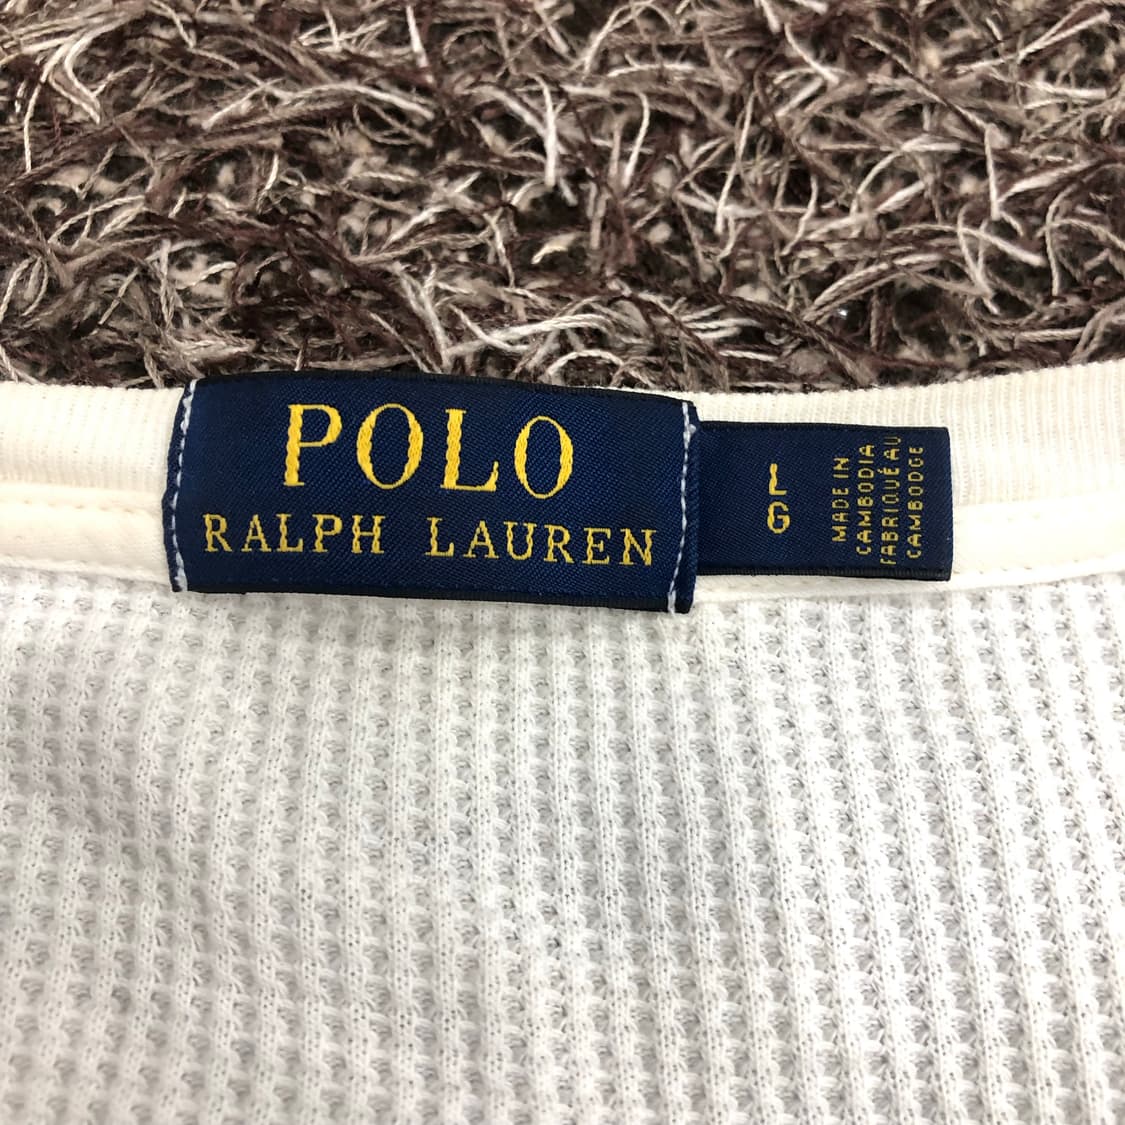 POLO
RALPH LAUREN
L
G
MADE IN
CAMBODIA
FABRIQUÉ AU
CAMBODGE